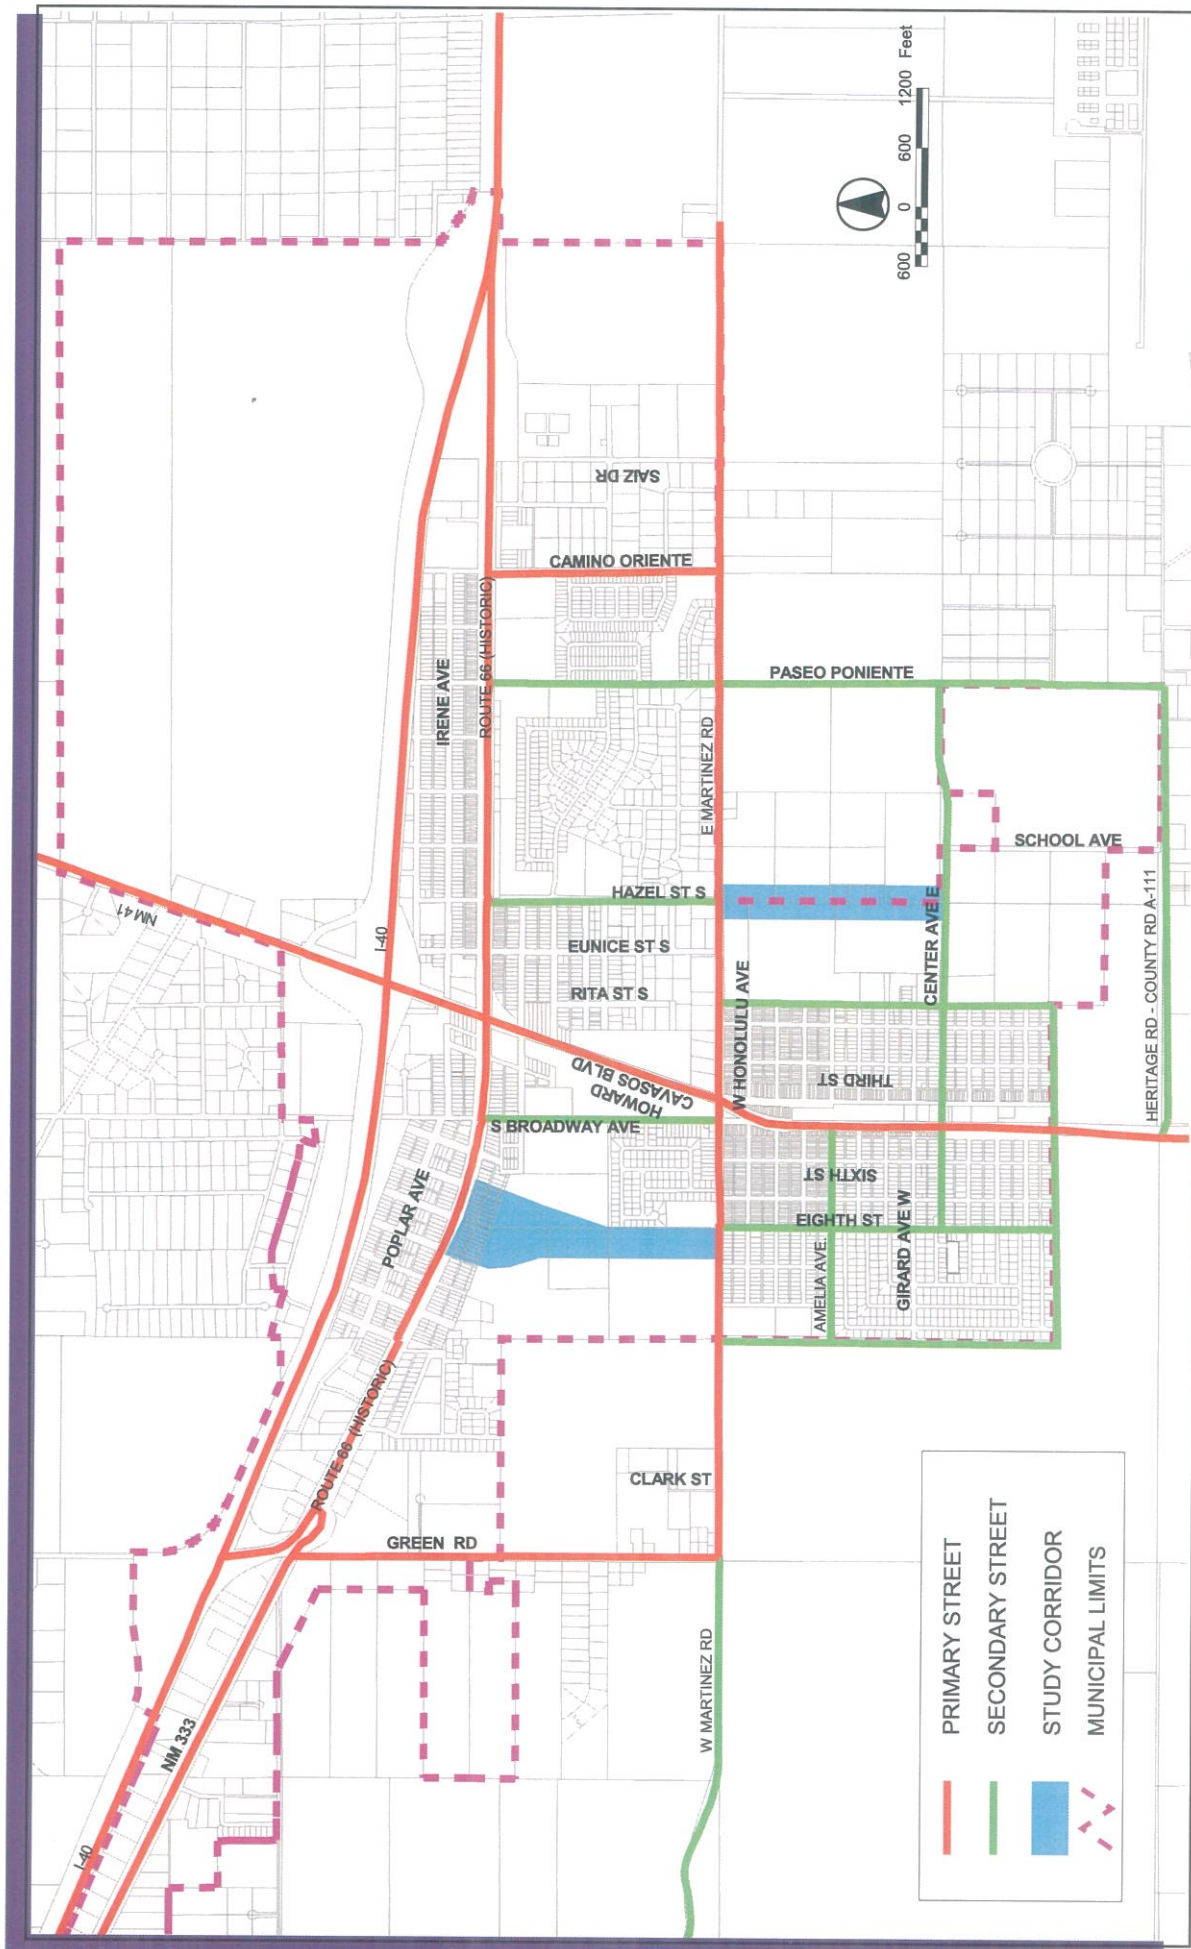 NM 41
I-40
IRENE AVE
ROUTE 66 (HISTORIC)
SAIZ DR
CAMINO ORIENTE
PASEO PONIENTE
E MARTINEZ RD
HAZEL ST S
EUNICE ST S
RITA ST S
HOWARD
CAVASOS BLVD
S BROADWAY AVE
POPLAR AVE
ROUTE 66 (HISTORIC)
GREEN RD
CLARK ST
W MARTINEZ RD
NM 333
I-40
W HONOLULU AVE
CENTER AVE E
SCHOOL AVE
HERITAGE RD - COUNTY RD A-111
THIRD ST
SIXTH ST
EIGHTH ST
AMELIA AVE.
GIRARD AVE W
600 0 600 1200 Feet
PRIMARY STREET
SECONDARY STREET
STUDY CORRIDOR
MUNICIPAL LIMITS